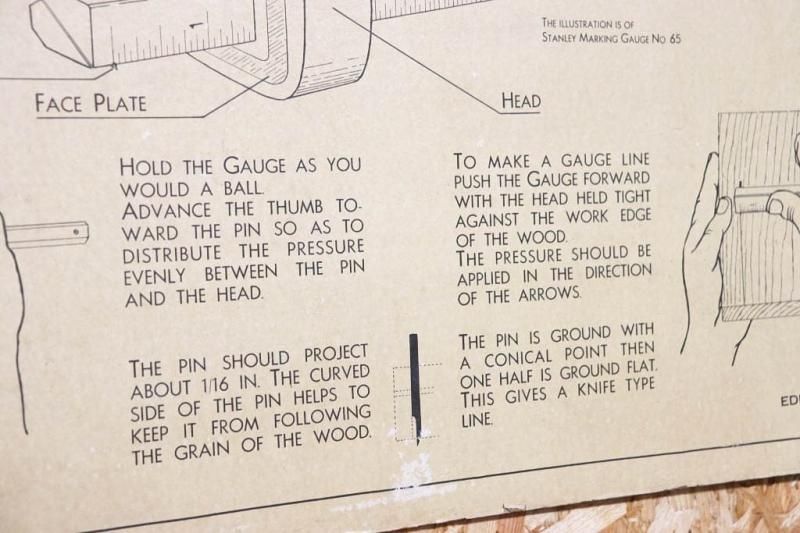 1
THE ILLUSTRATION IS OF
STANLEY MARKING GAUGE NO 65
FACE PLATE
HEAD
HOLD THE GAUGE AS YOU
WOULD A BALL.
ADVANCE THE THUMB TO-
WARD THE PIN SO AS TO
DISTRIBUTE THE PRESSURE
EVENLY BETWEEN THE PIN
AND THE HEAD.
TO MAKE A GAUGE LINE
PUSH THE GAUGE FORWARD
WITH THE HEAD HELD TIGHT
AGAINST THE WORK EDGE
OF THE WOOD.
THE PRESSURE SHOULD BE
APPLIED IN THE DIRECTION
OF THE ARROWS.
THE PIN SHOULD PROJECT
ABOUT 1/16 IN. THE CURVED
SIDE OF THE PIN HELPS TO
KEEP IT FROM FOLLOWING
THE GRAIN OF THE WOOD.
THE PIN IS GROUND WITH
A CONICAL POINT THEN
ONE HALF IS GROUND FLAT.
THIS GIVES A KNIFE TYPE
LINE.